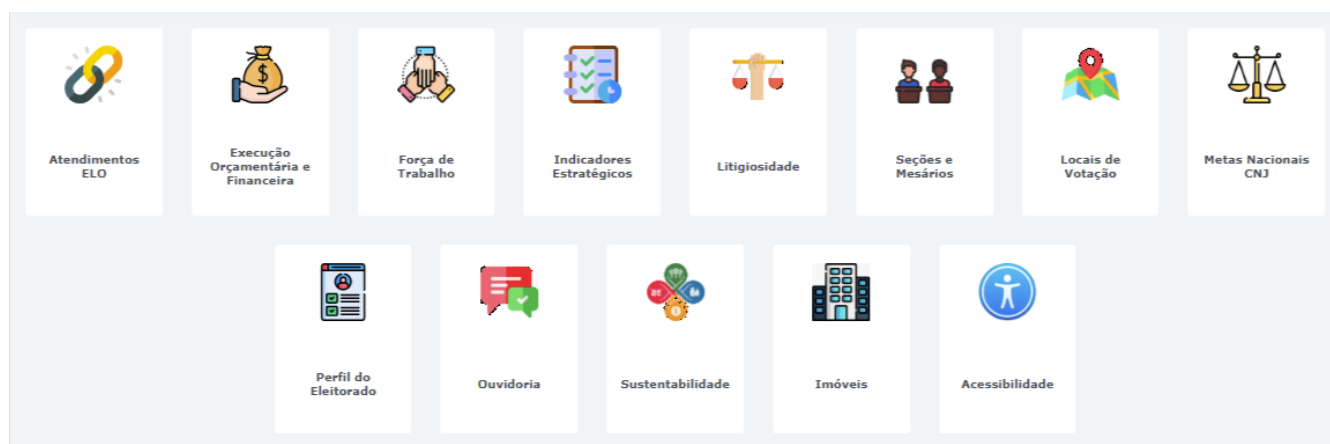 Atendimentos
ELO
Execução
Orçamentária e
Financeira
Força de
Trabalho
Indicadores
Estratégicos
Litigiosidade
Seções e
Mesários
Locais de
Votação
Metas Nacionais
CNJ
Perfil do
Eleitorado
Ouvidoria
Sustentabilidade
Imóveis
Acessibilidade